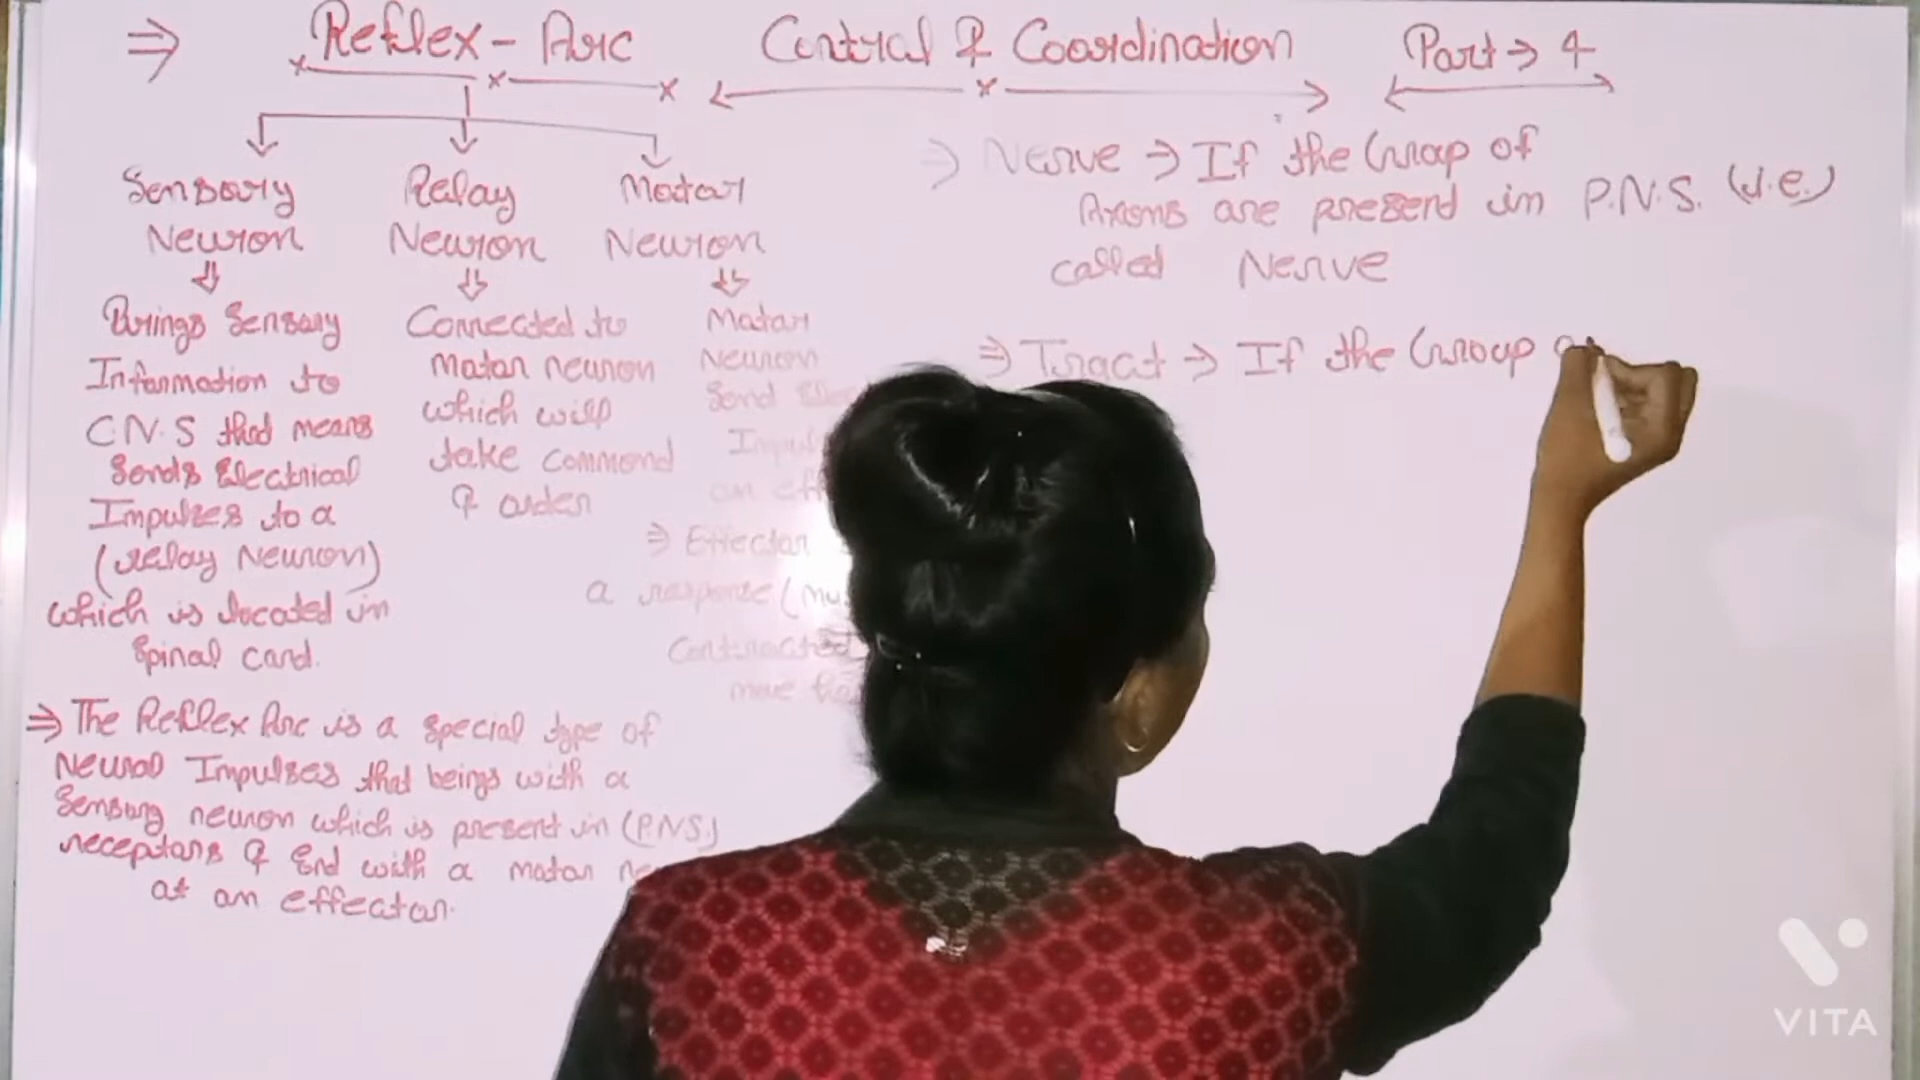 ⇒ Reflex - Arc Control & Coordination Part → 4
Sensory Relay Motor
Neuron Neuron Neuron
Brings Sensory
Information to
C.N.S that means
Sends Electrical
Impulses to a
(relay Neuron)
which is located in
Spinal Cord.
Connected to
motor neuron
which will
take command
& order
Motor
Neuron
Send
an
⇒ Effector
a response (
Contracted
move
⇒ The Reflex Arc is a special type of
Neural Impulses that beings with a
Sensory neuron which is present in (P.N.S.)
receptors & End with a motor
at an effector.
⇒ Nerve → If the Group of
Axons are present in P.N.S. (i.e.)
called Nerve
⇒ Tract → If the Group
VITA